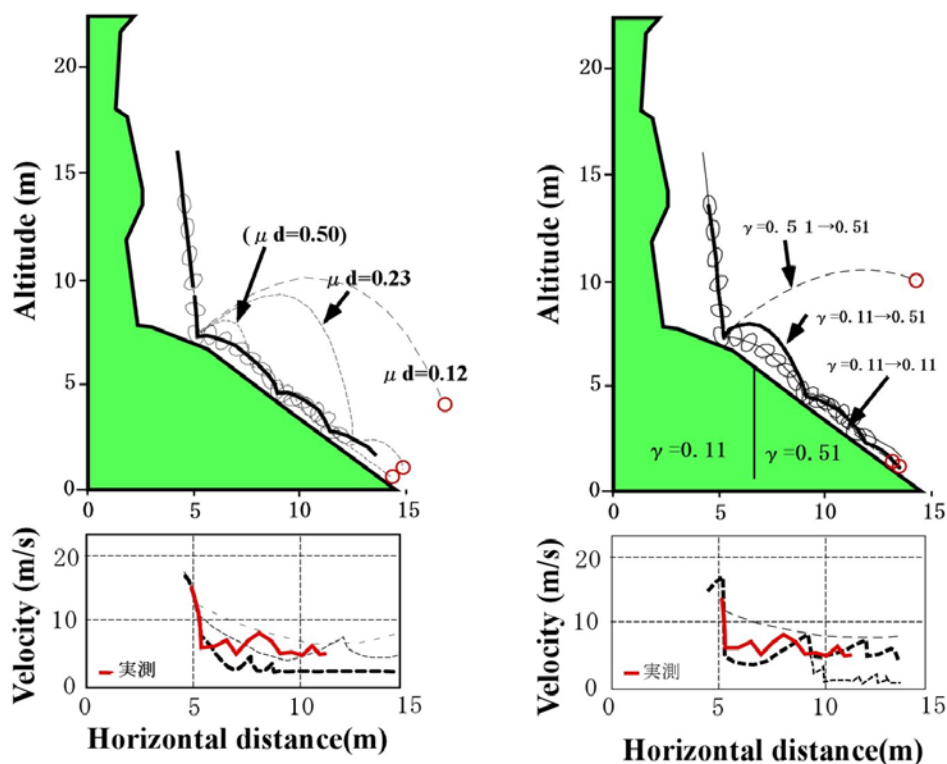 Altitude (m)
20
15
10
5
0
0
5
10
15
(μd=0.50)
μd=0.23
μd=0.12
Velocity (m/s)
20
10
0
実測
0
5
10
15
Horizontal distance(m)
Altitude (m)
20
15
10
5
0
0
5
10
15
γ=0.51→0.51
γ=0.11→0.51
γ=0.11→0.11
γ=0.11
γ=0.51
Velocity (m/s)
20
10
0
実測
0
5
10
15
Horizontal distance(m)